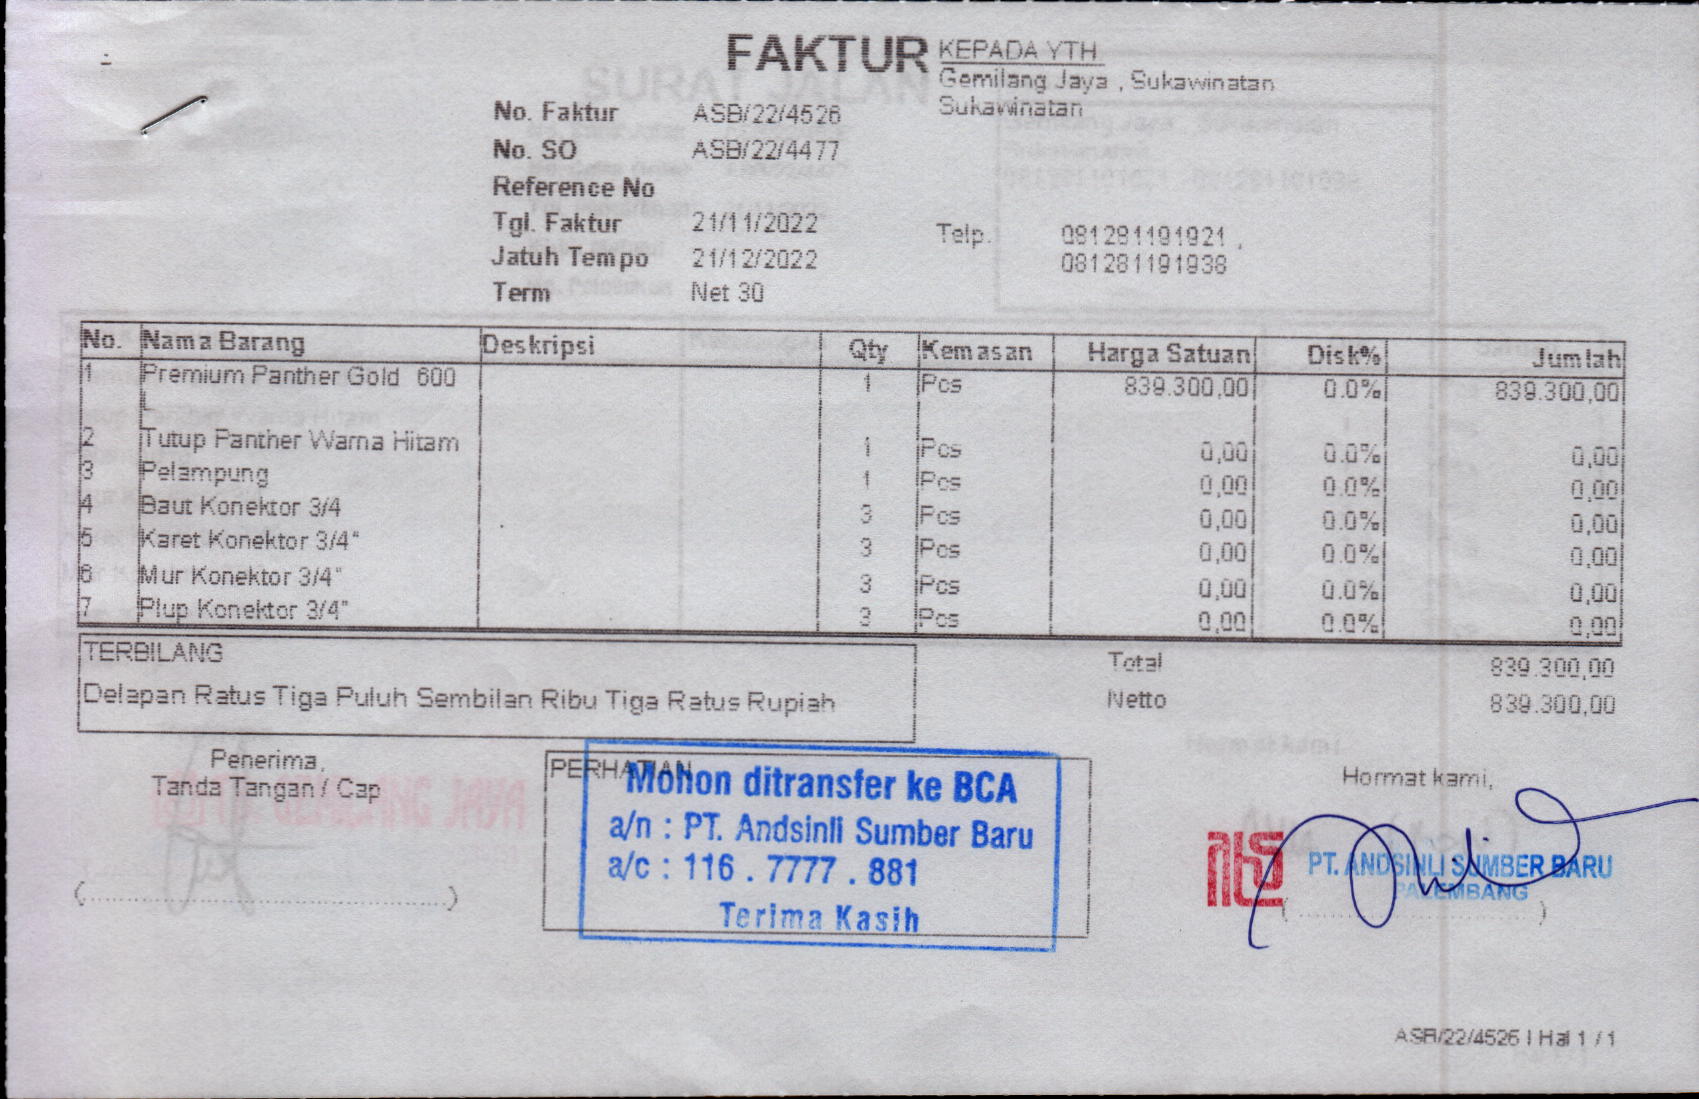 FAKTUR
KEPADA YTH
Gemilang Jaya , Sukawinatan
Sukawinatan
No. Faktur ASB/22/4526
No. SO ASB/22/4477
Reference No
Tgl. Faktur 21/11/2022
Jatuh Tempo 21/12/2022
Term Net 30
Telp. 081281191921 ,
081281191938
No. Nama Barang Deskripsi Qty Kemasan Harga Satuan Disk% Jumlah
1 Premium Panther Gold 600 1 Pcs 839.300,00 0.0% 839.300,00
L
2 Tutup Panther Warna Hitam 1 Pcs 0,00 0.0% 0,00
3 Pelampung 1 Pcs 0,00 0.0% 0,00
4 Baut Konektor 3/4 3 Pcs 0,00 0.0% 0,00
5 Karet Konektor 3/4" 3 Pcs 0,00 0.0% 0,00
6 Mur Konektor 3/4" 3 Pcs 0,00 0.0% 0,00
7 Plup Konektor 3/4" 3 Pcs 0,00 0.0% 0,00
TERBILANG
Delapan Ratus Tiga Puluh Sembilan Ribu Tiga Ratus Rupiah
Total 839.300,00
Netto 839.300,00
Penerima,
Tanda Tangan / Cap
PERHATIAN
Mohon ditransfer ke BCA
a/n : PT. Andsinli Sumber Baru
a/c : 116 . 7777 . 881
Terima Kasih
Hormat kami,
PT. ANDSINLI SUMBER BARU
PALEMBANG
ASB/22/4526 | Hal 1 / 1